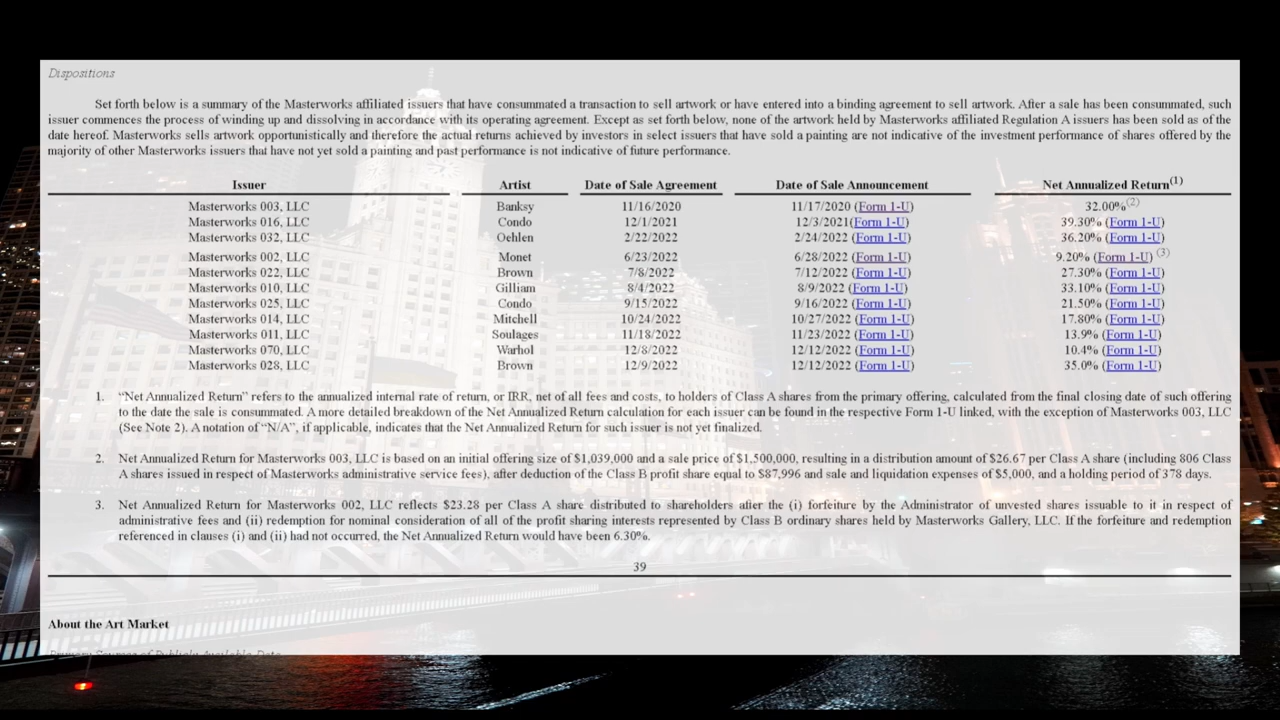 Dispositions
Set forth below is a summary of the Masterworks affiliated issuers that have consummated a transaction to sell artwork or have entered into a binding agreement to sell artwork. After a sale has been consummated, such
issuer commences the process of winding up and dissolving in accordance with its operating agreement. Except as set forth below, none of the artwork held by Masterworks affiliated Regulation A issuers has been sold as of the
date hereof. Masterworks sells artwork opportunistically and therefore the actual returns achieved by investors in select issuers that have sold a painting are not indicative of the investment performance of shares offered by the
majority of other Masterworks issuers that have not yet sold a painting and past performance is not indicative of future performance.
Issuer Artist Date of Sale Agreement Date of Sale Announcement Net Annualized Return(1)
Masterworks 003, LLC Banksy 11/16/2020 11/17/2020 (Form 1-U) 32.00%(2)
Masterworks 016, LLC Condo 12/1/2021 12/3/2021(Form 1-U) 39.30% (Form 1-U)
Masterworks 032, LLC Oehlen 2/22/2022 2/24/2022 (Form 1-U) 36.20% (Form 1-U)
Masterworks 002, LLC Monet 6/23/2022 6/28/2022 (Form 1-U) 9.20% (Form 1-U) (3)
Masterworks 022, LLC Brown 7/8/2022 7/12/2022 (Form 1-U) 27.30% (Form 1-U)
Masterworks 010, LLC Gilliam 8/4/2022 8/9/2022 (Form 1-U) 33.10% (Form 1-U)
Masterworks 025, LLC Condo 9/15/2022 9/16/2022 (Form 1-U) 21.50% (Form 1-U)
Masterworks 014, LLC Mitchell 10/24/2022 10/27/2022 (Form 1-U) 17.80% (Form 1-U)
Masterworks 011, LLC Soulages 11/18/2022 11/23/2022 (Form 1-U) 13.9% (Form 1-U)
Masterworks 070, LLC Warhol 12/8/2022 12/12/2022 (Form 1-U) 10.4% (Form 1-U)
Masterworks 028, LLC Brown 12/9/2022 12/12/2022 (Form 1-U) 35.0% (Form 1-U)
1. “Net Annualized Return” refers to the annualized internal rate of return, or IRR, net of all fees and costs, to holders of Class A shares from the primary offering, calculated from the final closing date of such offering
to the date the sale is consummated. A more detailed breakdown of the Net Annualized Return calculation for each issuer can be found in the respective Form 1-U linked, with the exception of Masterworks 003, LLC
(See Note 2). A notation of “N/A”, if applicable, indicates that the Net Annualized Return for such issuer is not yet finalized.
2. Net Annualized Return for Masterworks 003, LLC is based on an initial offering size of $1,039,000 and a sale price of $1,500,000, resulting in a distribution amount of $26.67 per Class A share (including 806 Class
A shares issued in respect of Masterworks administrative service fees), after deduction of the Class B profit share equal to $87,996 and sale and liquidation expenses of $5,000, and a holding period of 378 days.
3. Net Annualized Return for Masterworks 002, LLC reflects $23.28 per Class A share distributed to shareholders after the (i) forfeiture by the Administrator of unvested shares issuable to it in respect of
administrative fees and (ii) redemption for nominal consideration of all of the profit sharing interests represented by Class B ordinary shares held by Masterworks Gallery, LLC. If the forfeiture and redemption
referenced in clauses (i) and (ii) had not occurred, the Net Annualized Return would have been 6.30%.
39
About the Art Market
Primary Sources of Publicly Available Data